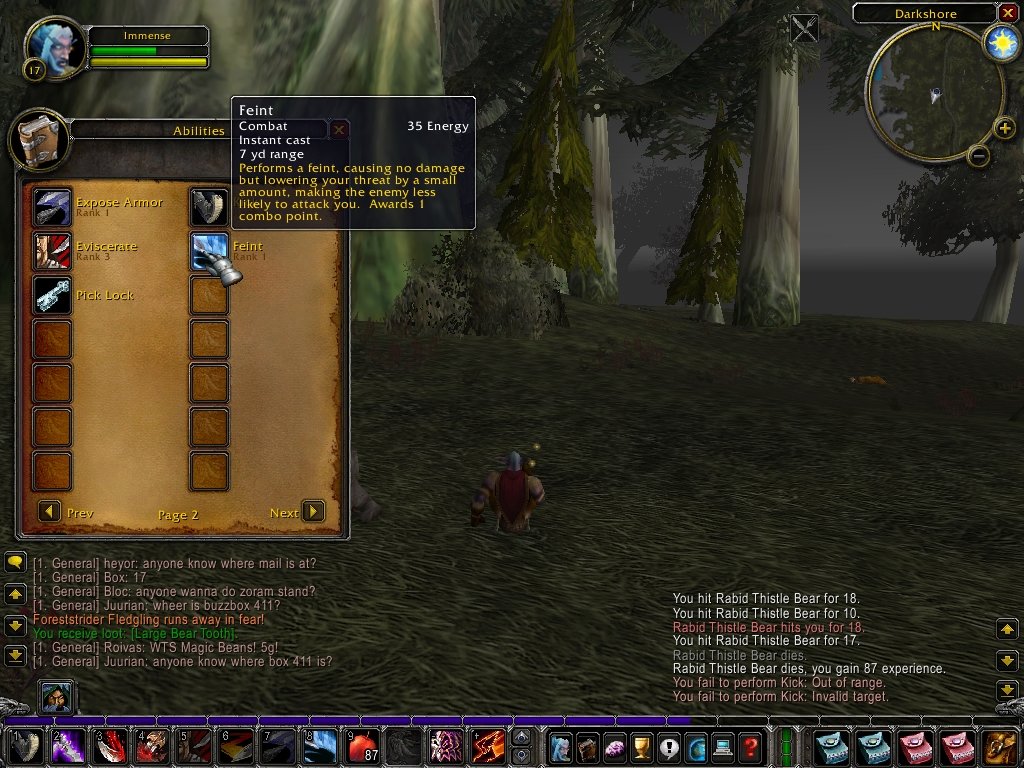 Immense
17
Darkshore
N
Abilities
Feint
Combat 35 Energy
Instant cast
7 yd range
Performs a feint, causing no damage
but lowering your threat by a small
amount, making the enemy less
likely to attack you. Awards 1
combo point.
Expose Armor
Rank 1
Eviscerate
Rank 3
Feint
Rank 1
Pick Lock
Prev
Page 2
Next
[1. General] heyor: anyone know where mail is at?
[1. General] Box: 17
[1. General] Bloc: anyone wanna do zoram stand?
[1. General] Juurian: wheer is buzzbox 411?
Foreststrider Fledgling runs away in fear!
You receive loot: [Large Bear Tooth].
[1. General] Roivas: WTS Magic Beans! 5g!
[1. General] Juurian: anyone know where box 411 is?
You hit Rabid Thistle Bear for 18.
You hit Rabid Thistle Bear for 10.
Rabid Thistle Bear hits you for 18.
You hit Rabid Thistle Bear for 17.
Rabid Thistle Bear dies.
Rabid Thistle Bear dies, you gain 87 experience.
You fail to perform Kick: Out of range.
You fail to perform Kick: Invalid target.
2 3 4 5 6 7 8 9
87